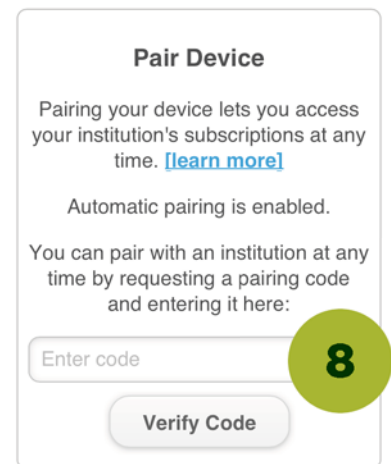 Pair Device
Pairing your device lets you access
your institution's subscriptions at any
time. [learn more]
Automatic pairing is enabled.
You can pair with an institution at any
time by requesting a pairing code
and entering it here:
Enter code
8
Verify Code